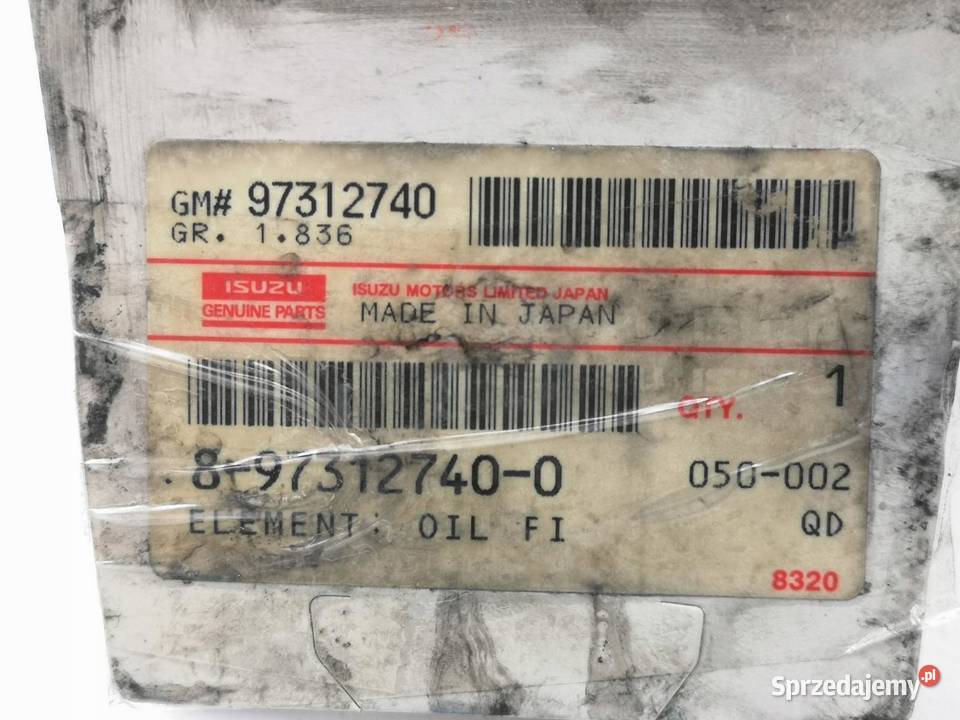 GM# 97312740
GR. 1.836
ISUZU
GENUINE PARTS
ISUZU MOTORS LIMITED JAPAN
MADE IN JAPAN
QTY. 1
8-97312740-0 050-002
ELEMENT: OIL FI QD
8320
Sprzedajemy.pl